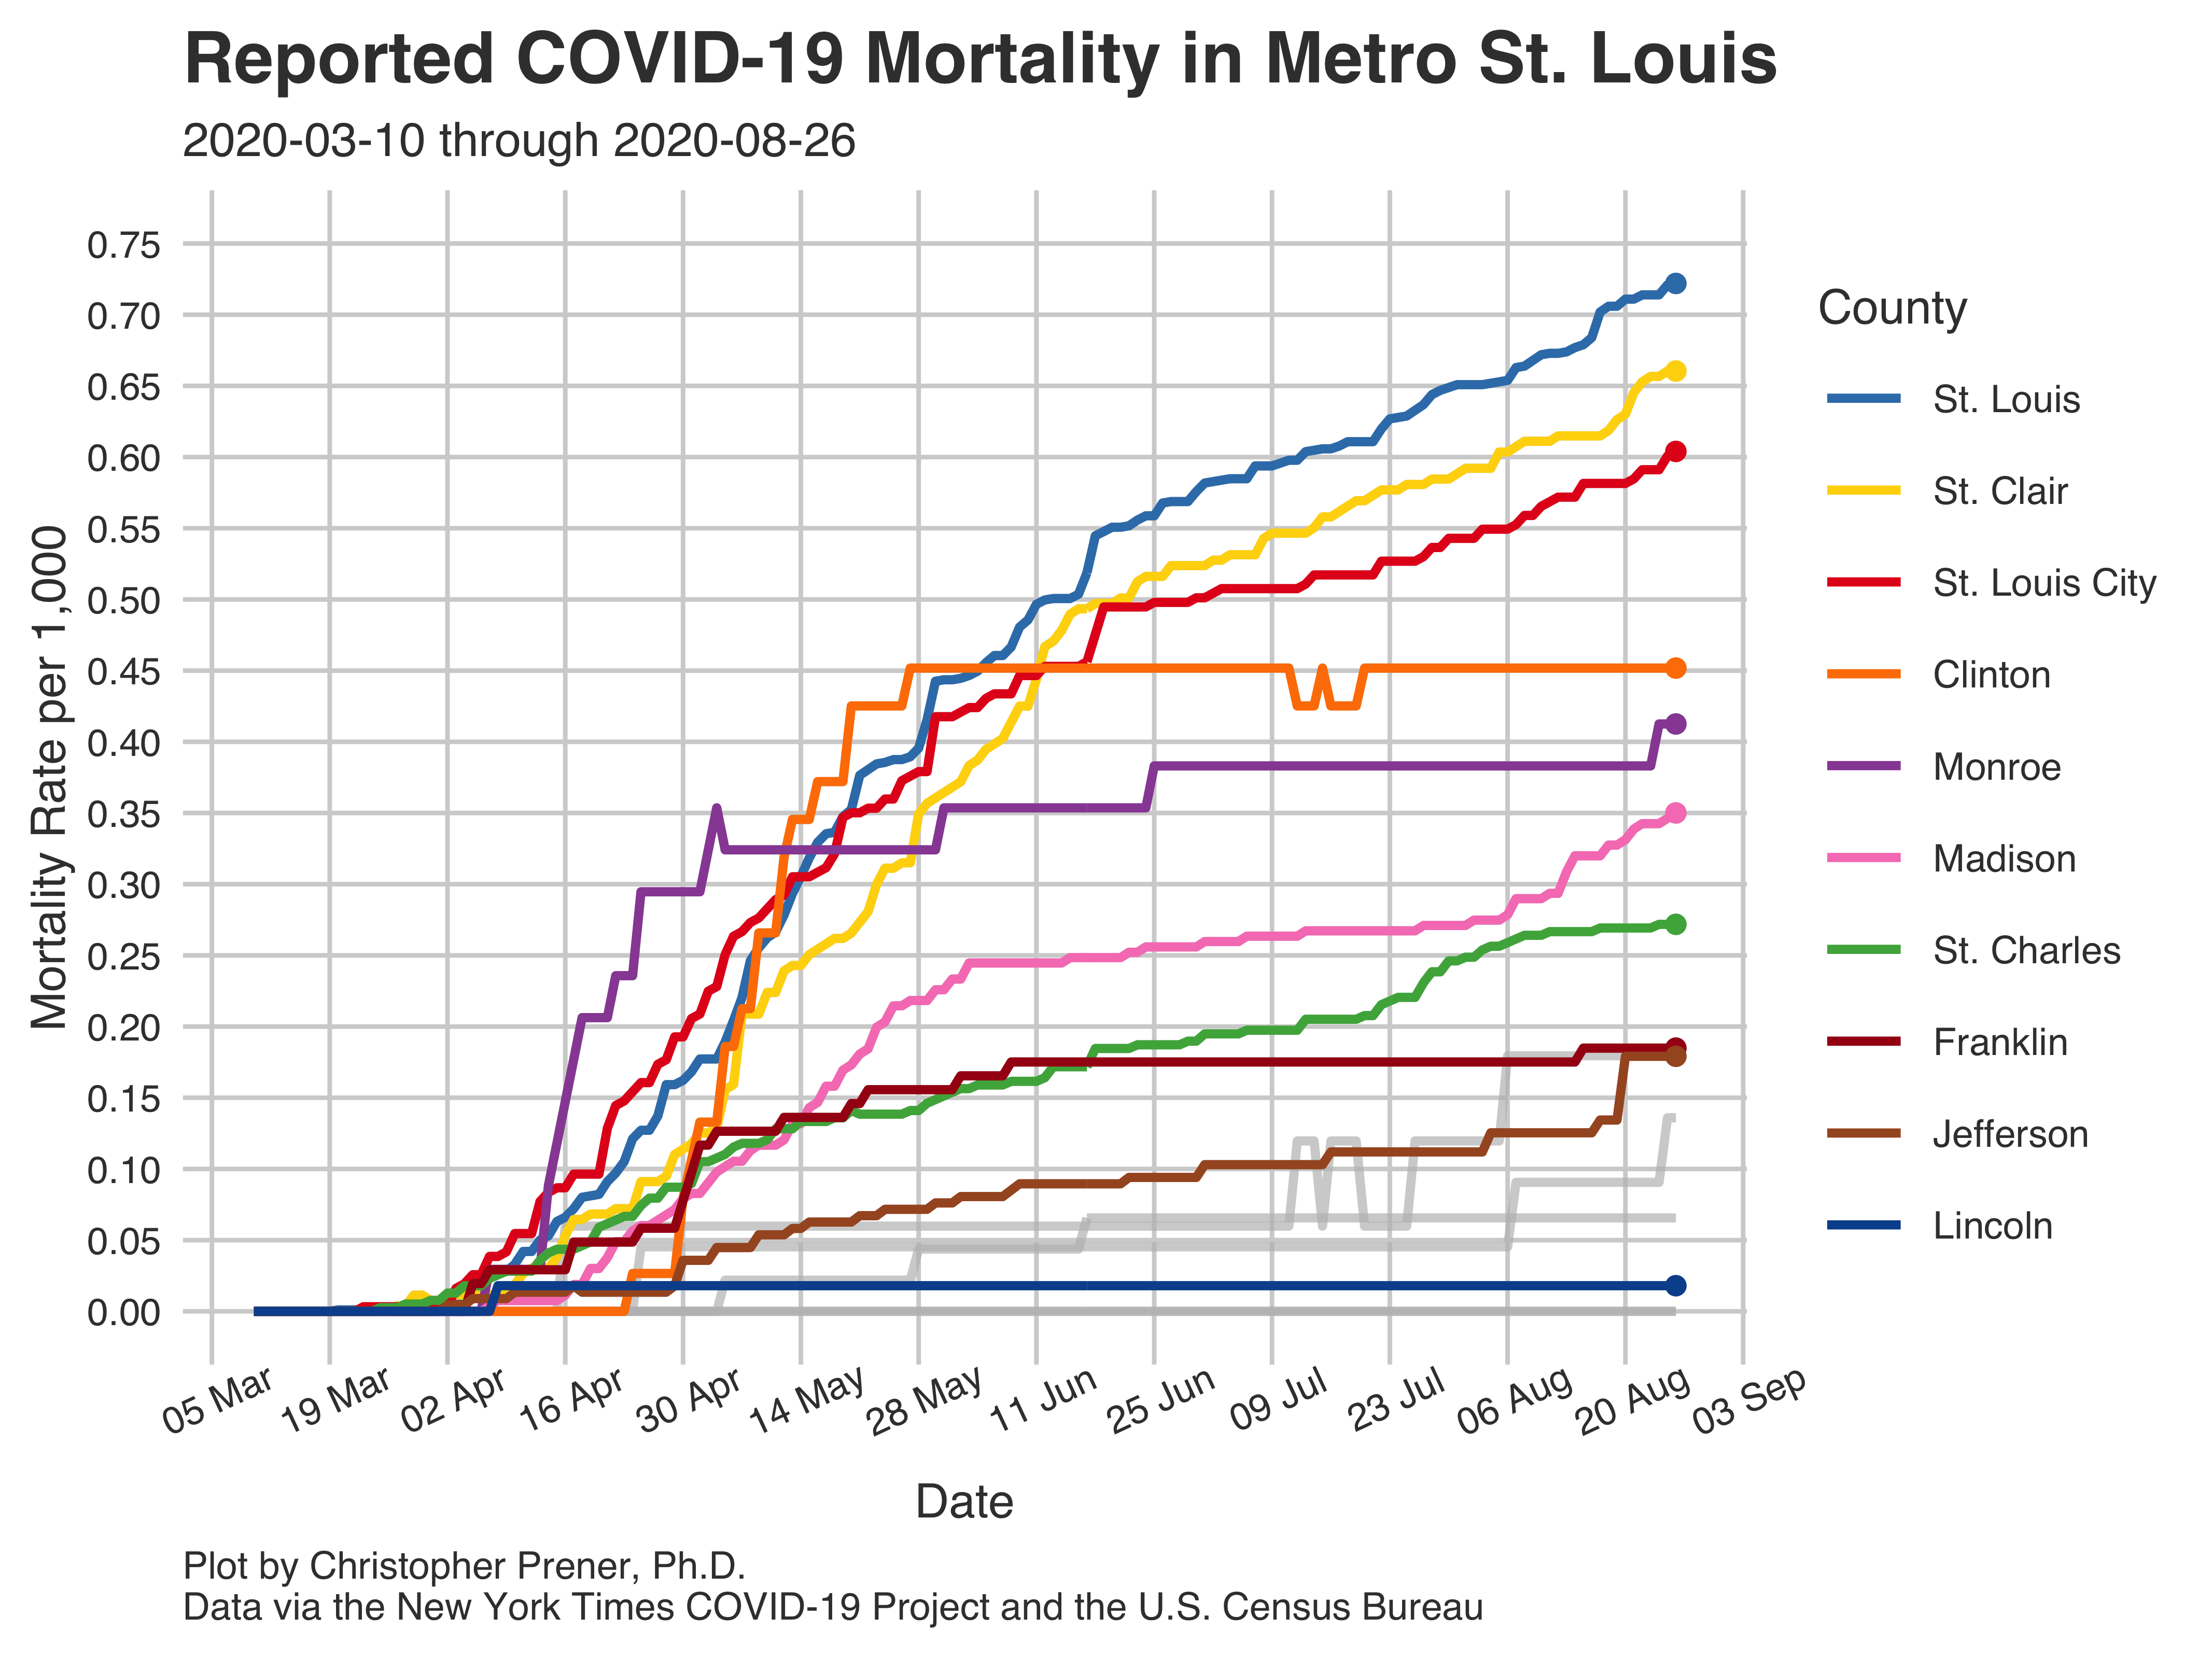 Reported COVID-19 Mortality in Metro St. Louis
2020-03-10 through 2020-08-26
Mortality Rate per 1,000
0.75
0.70
0.65
0.60
0.55
0.50
0.45
0.40
0.35
0.30
0.25
0.20
0.15
0.10
0.05
0.00
05 Mar
19 Mar
02 Apr
16 Apr
30 Apr
14 May
28 May
11 Jun
25 Jun
09 Jul
23 Jul
06 Aug
20 Aug
03 Sep
Date
County
St. Louis
St. Clair
St. Louis City
Clinton
Monroe
Madison
St. Charles
Franklin
Jefferson
Lincoln
Plot by Christopher Prener, Ph.D.
Data via the New York Times COVID-19 Project and the U.S. Census Bureau